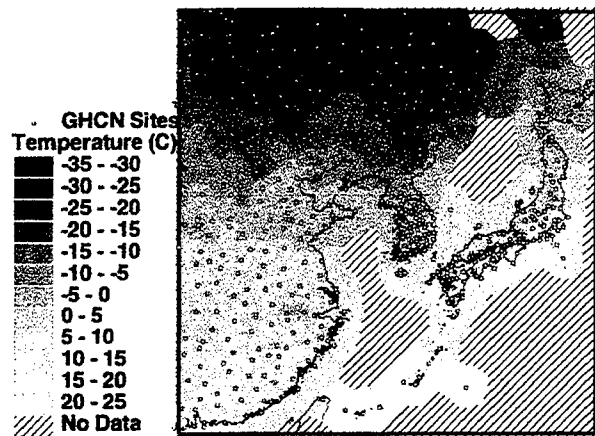 GHCN Sites
Temperature (C)
-35 - -30
-30 - -25
-25 - -20
-20 - -15
-15 - -10
-10 - -5
-5 - 0
0 - 5
5 - 10
10 - 15
15 - 20
20 - 25
No Data